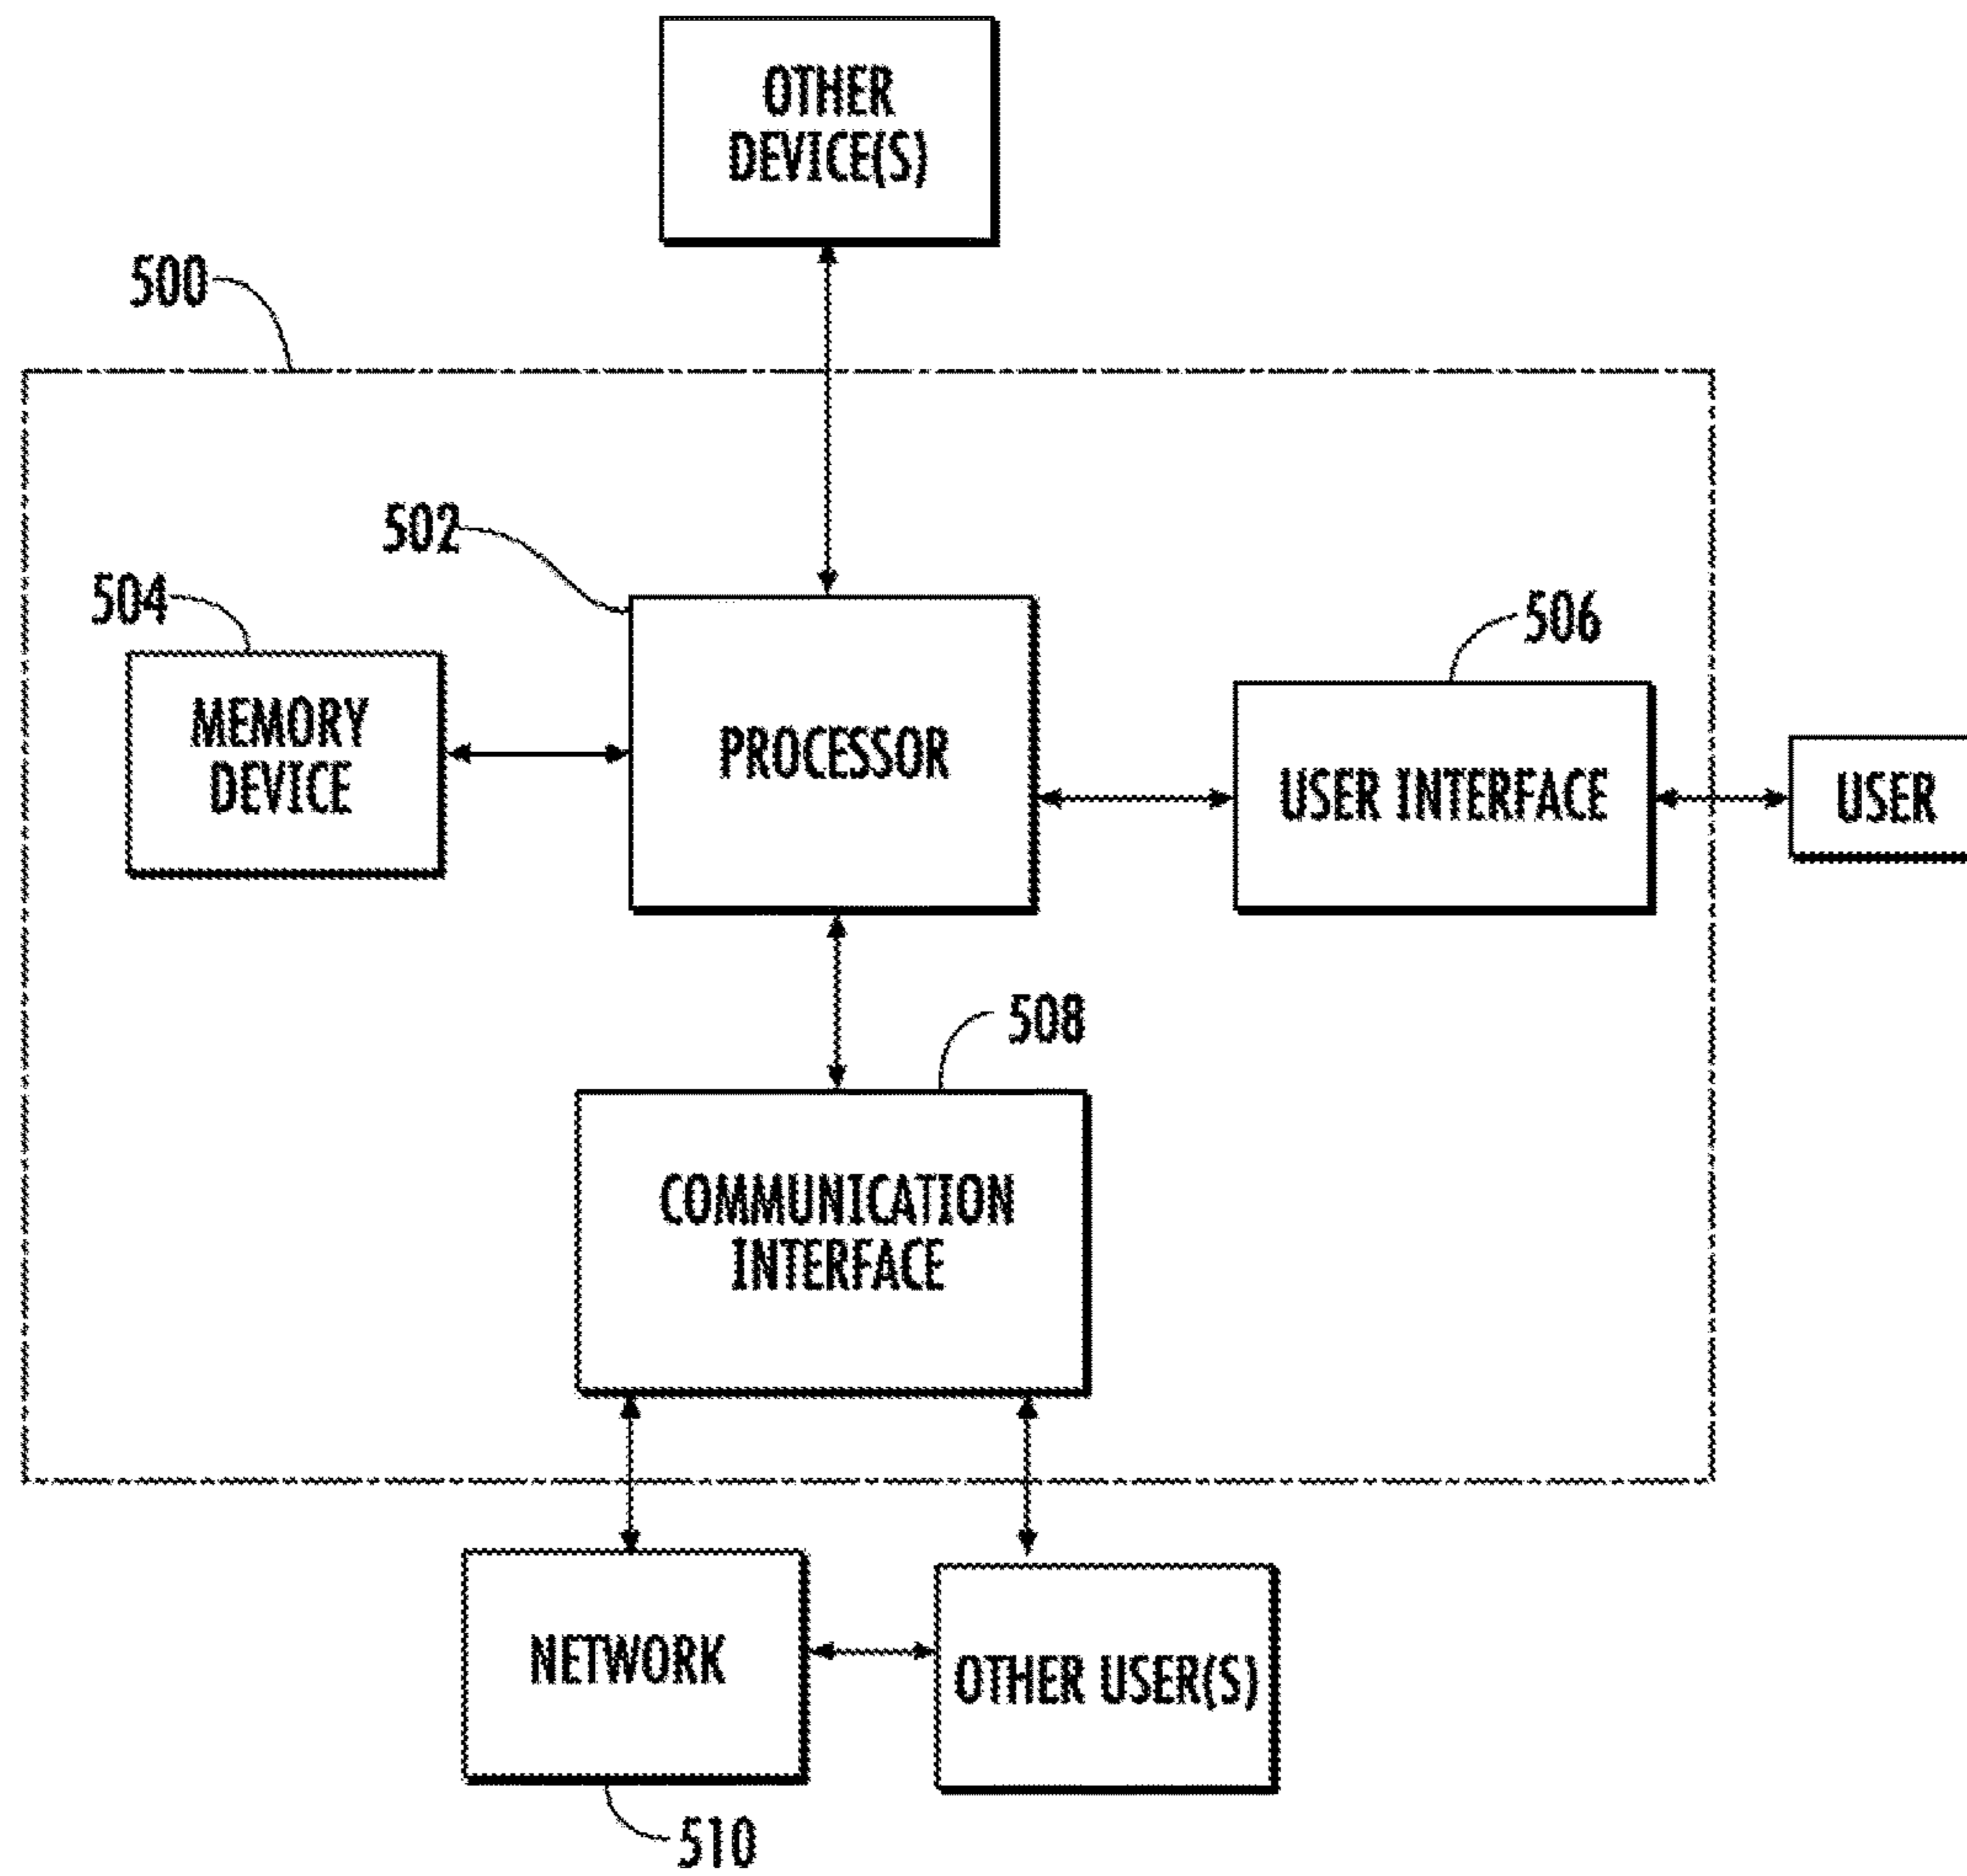 OTHER
DEVICE(S)
500
502
504
506
MEMORY
DEVICE
PROCESSOR
USER INTERFACE
USER
508
COMMUNICATION
INTERFACE
NETWORK
OTHER USER(S)
510